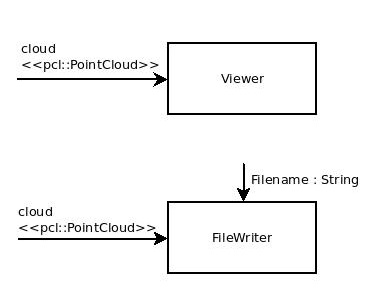 cloud
<<pcl::PointCloud>>
Viewer
Filename : String
cloud
<<pcl::PointCloud>>
FileWriter